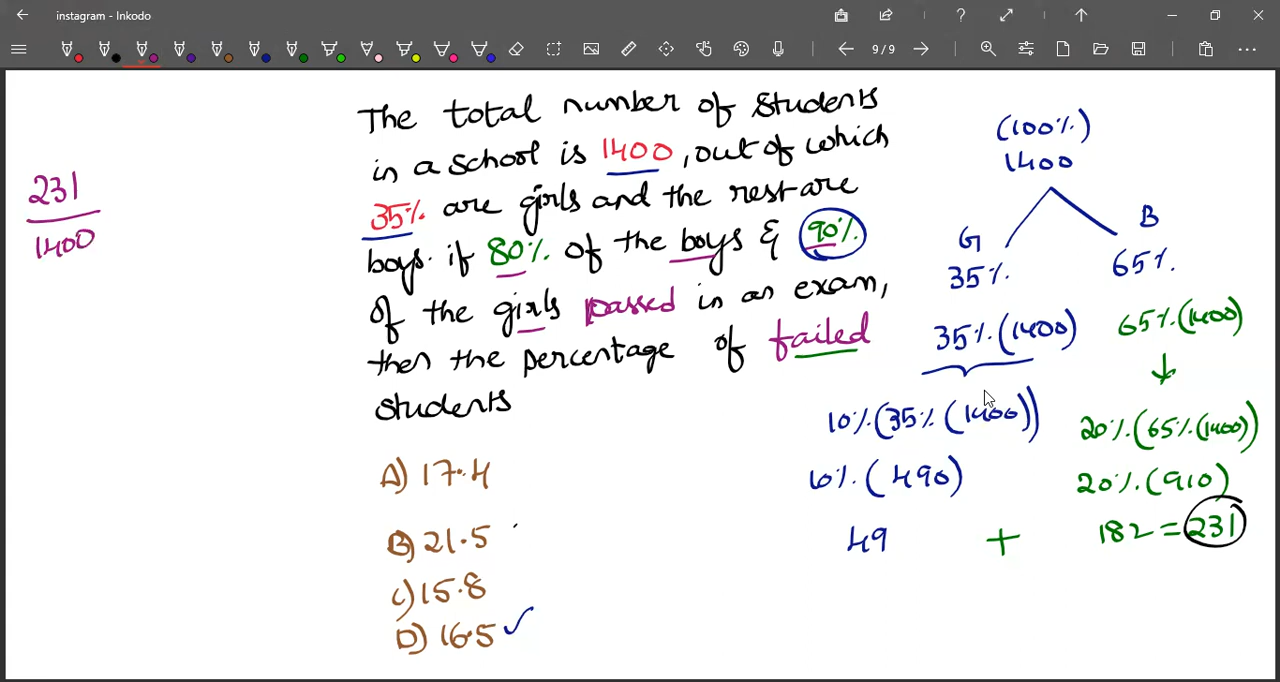 instagram - Inkodo
9/9
231
1400
The total number of students
in a school is 1400, out of which
35% are girls and the rest are
boys. if 80% of the boys & 90%
of the girls passed in an exam,
then the percentage of failed
students
A) 17.4
B) 21.5
C) 15.8
D) 16.5 ✓
(100%)
1400
G
B
35%
65%
35% (1400)
65% (1400)
10% (35% (1400))
20% (65% (1400))
10% (490)
20% (910)
49 + 182 = 231